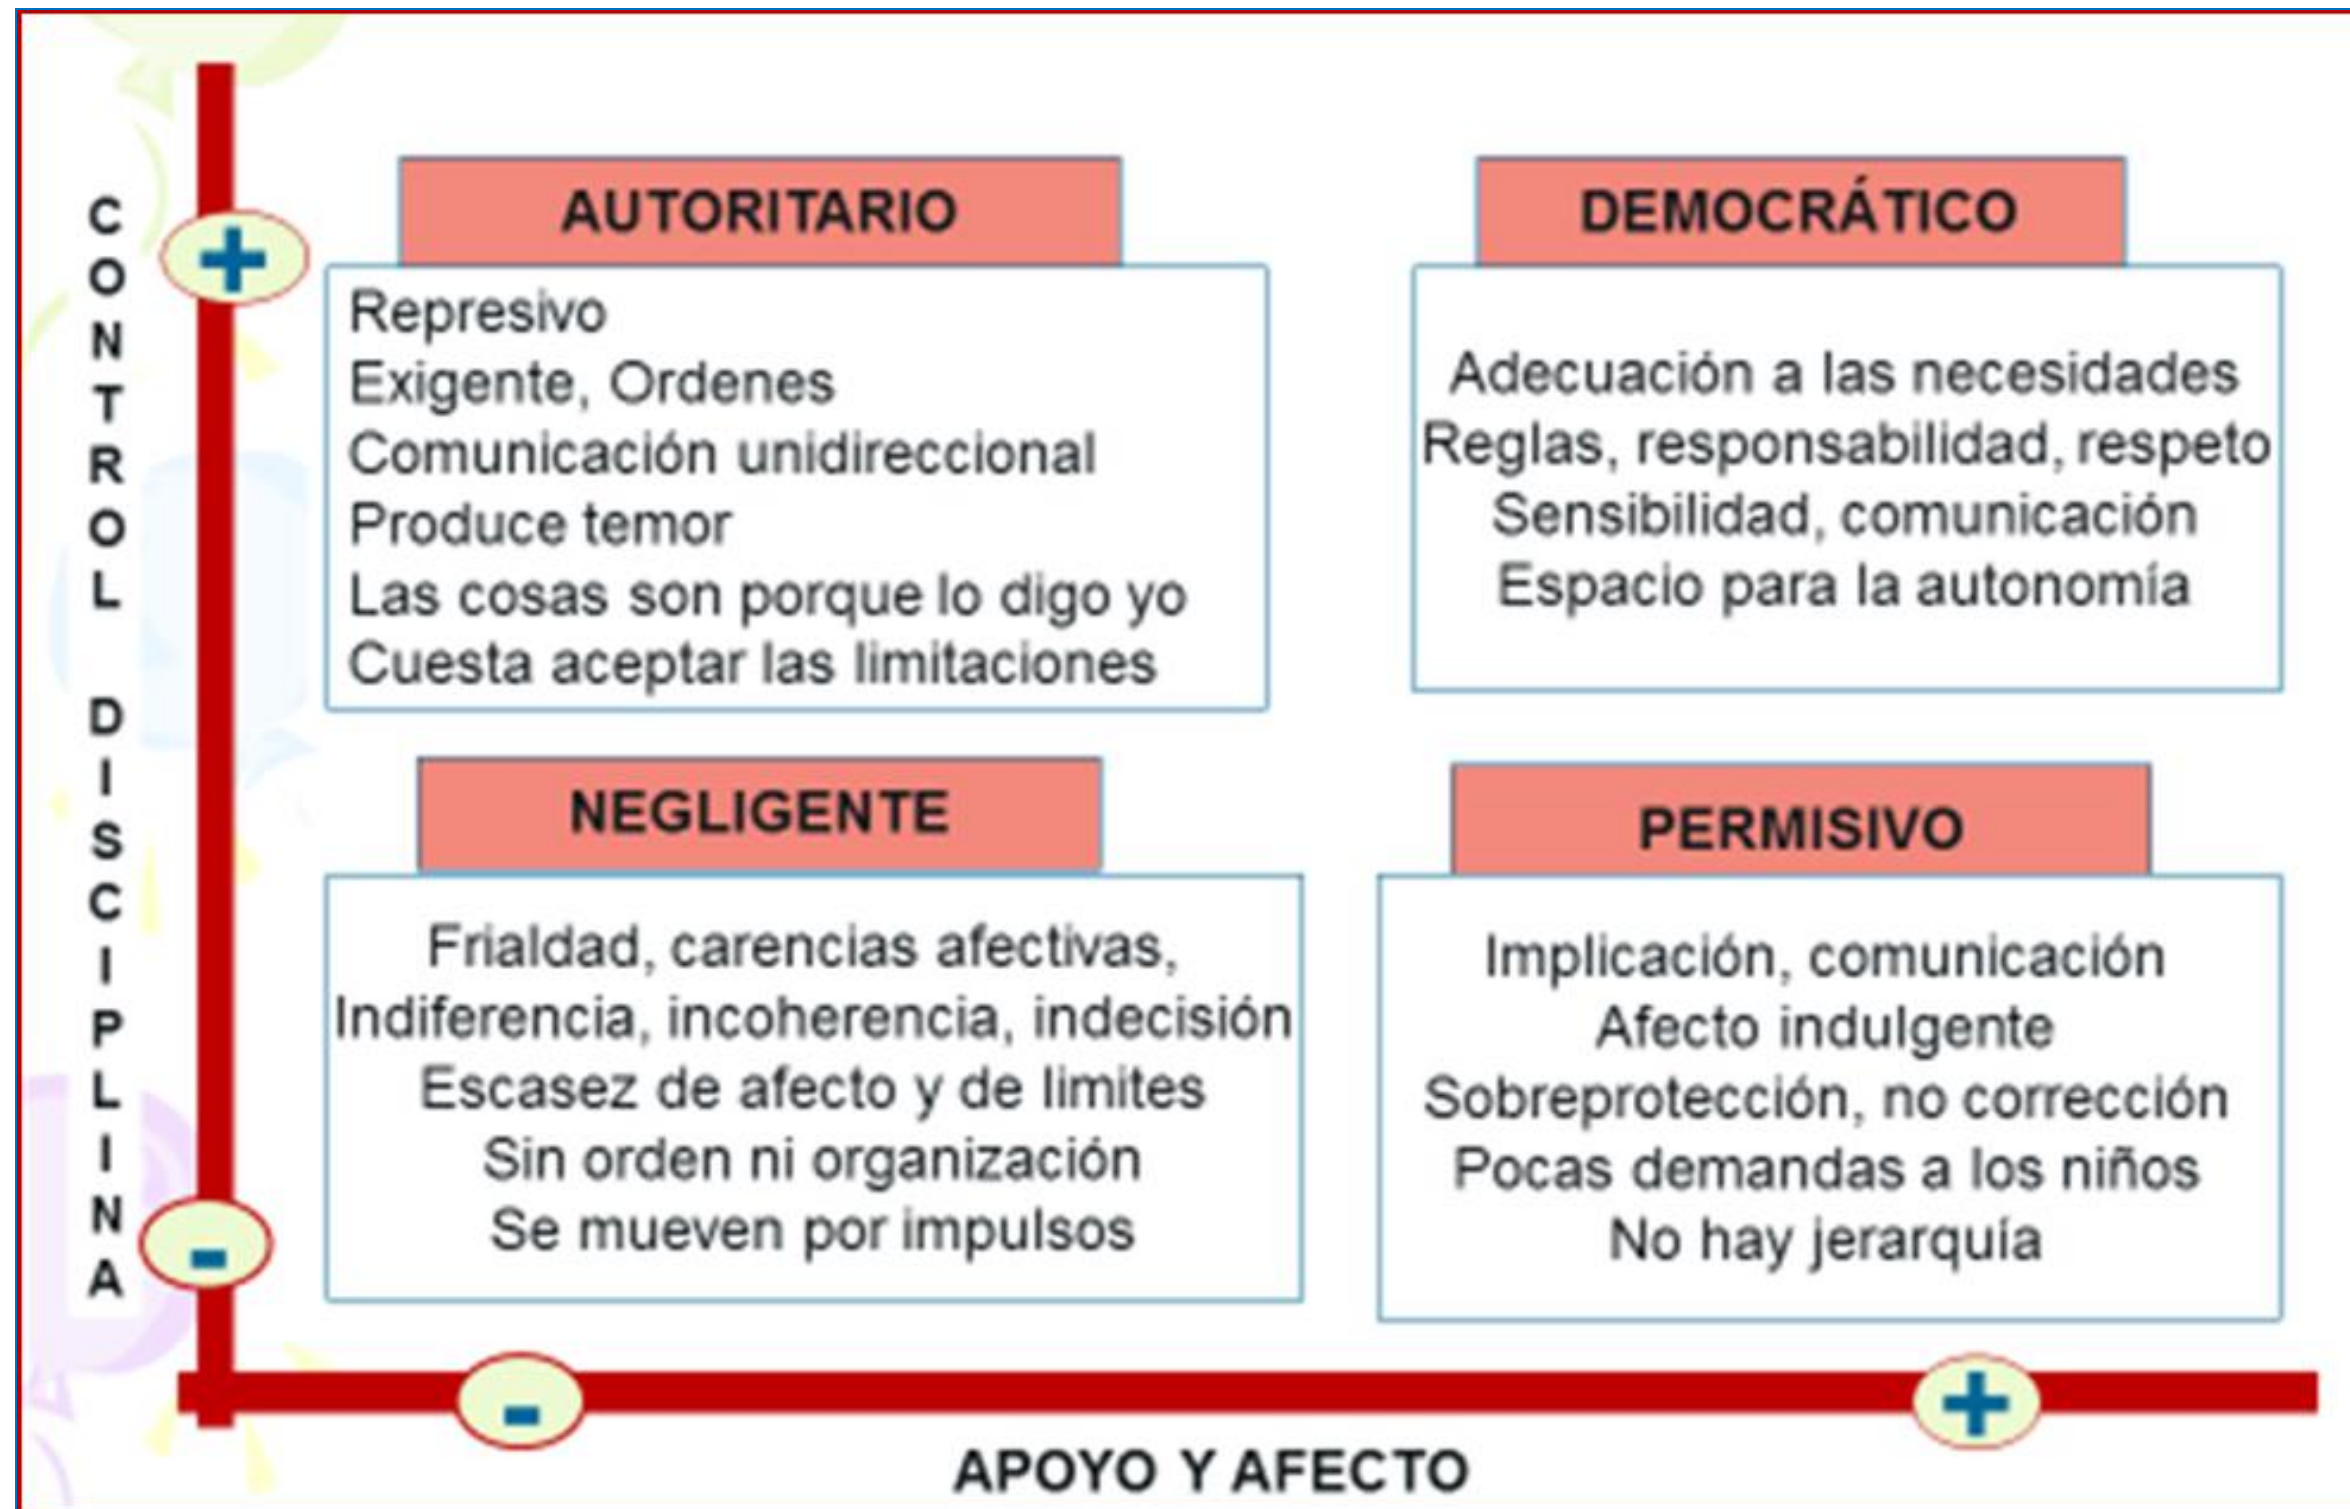 CONTROL DISCIPLINA
+
AUTORITARIO
Represivo
Exigente, Ordenes
Comunicación unidireccional
Produce temor
Las cosas son porque lo digo yo
Cuesta aceptar las limitaciones
DEMOCRÁTICO
Adecuación a las necesidades
Reglas, responsabilidad, respeto
Sensibilidad, comunicación
Espacio para la autonomía
NEGLIGENTE
Frialdad, carencias afectivas,
Indiferencia, incoherencia, indecisión
Escasez de afecto y de limites
Sin orden ni organización
Se mueven por impulsos
PERMISIVO
Implicación, comunicación
Afecto indulgente
Sobreprotección, no corrección
Pocas demandas a los niños
No hay jerarquía
-
-
+
APOYO Y AFECTO